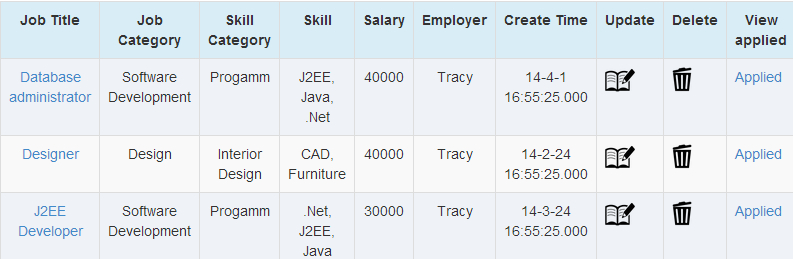 Job Title Job Category Skill Category Skill Salary Employer Create Time Update Delete View applied
Database administrator Software Development Progamm J2EE, Java, .Net 40000 Tracy 14-4-1 16:55:25.000 Applied
Designer Design Interior Design CAD, Furniture 40000 Tracy 14-2-24 16:55:25.000 Applied
J2EE Developer Software Development Progamm .Net, J2EE, Java 30000 Tracy 14-3-24 16:55:25.000 Applied